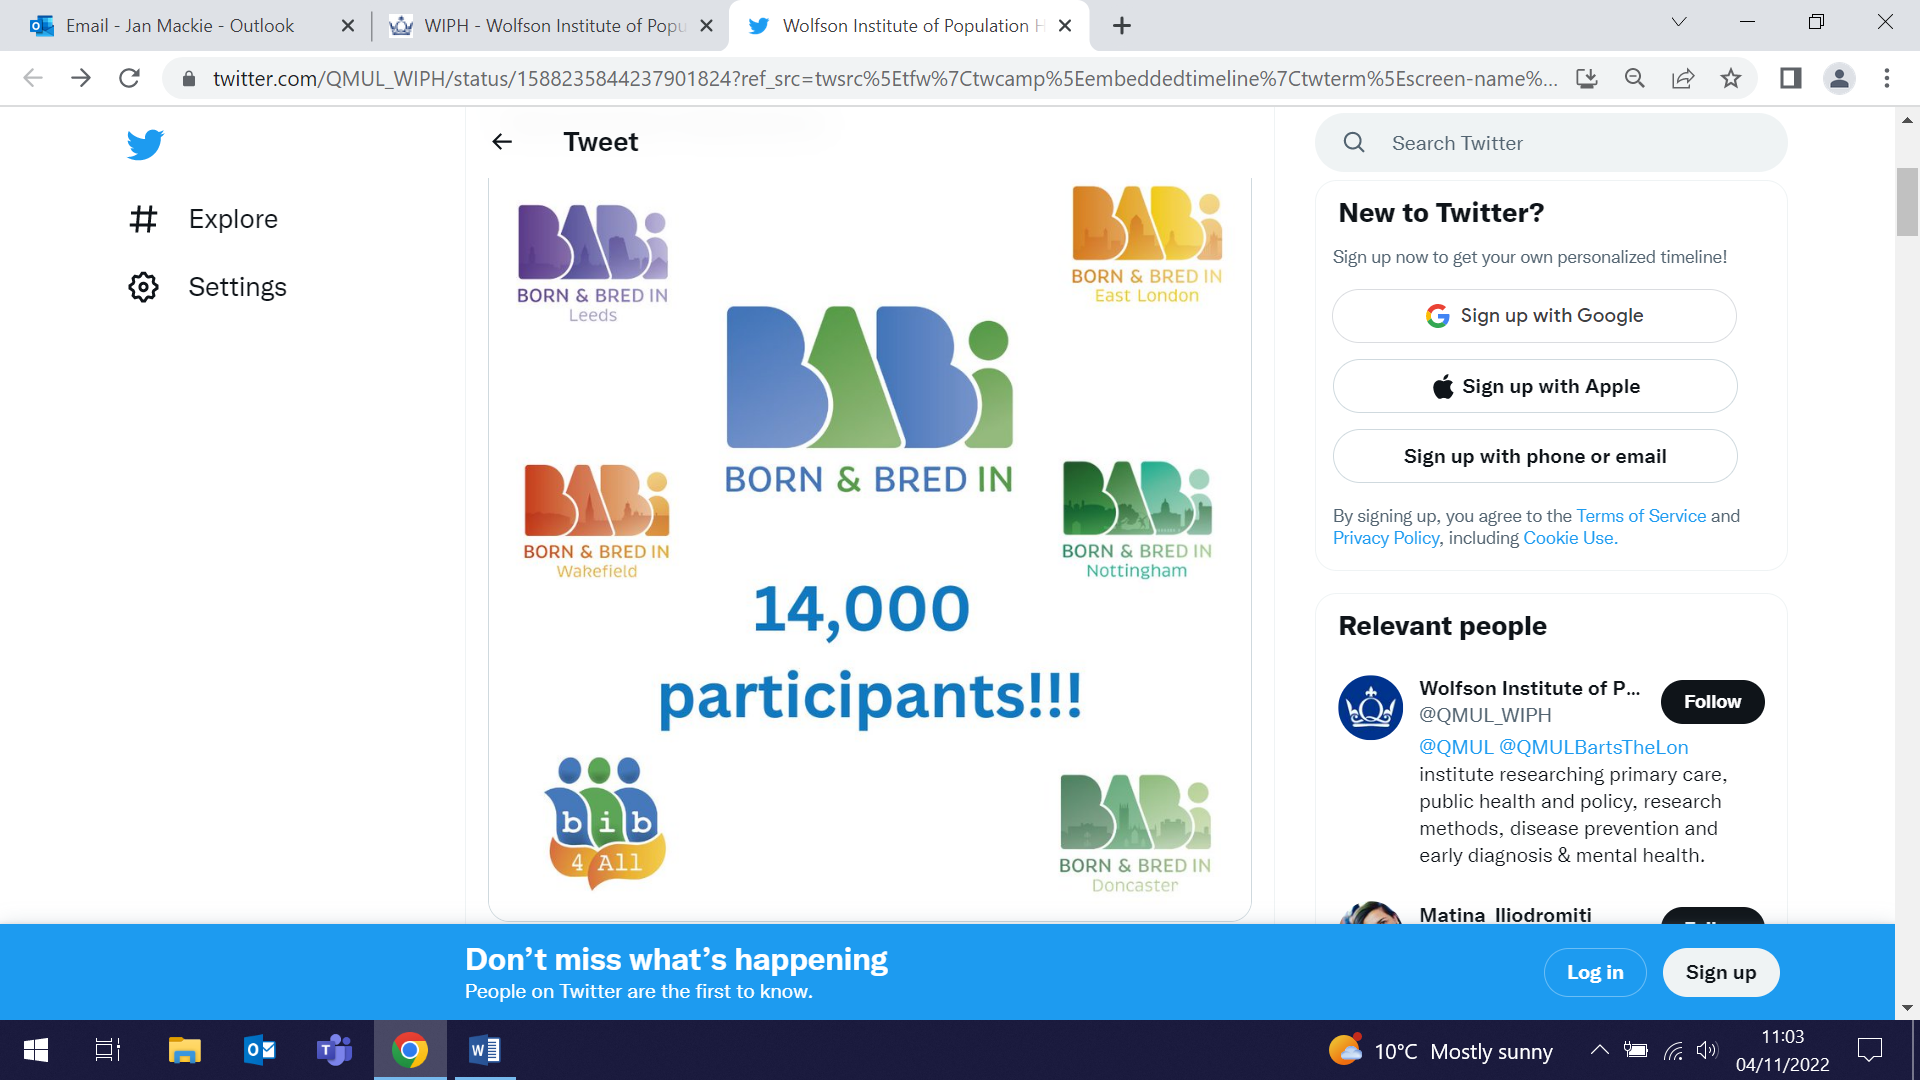 Email - Jan Mackie - Outlook
WIPH - Wolfson Institute of Popu
Wolfson Institute of Population H
twitter.com/QMUL_WIPH/status/1588235844237901824?ref_src=twsrc%5Etfw%7Ctwcamp%5Eembeddedtimeline%7Ctwterm%5Escreen-name%...
Explore
Settings
Tweet
BABi
BORN & BRED IN
Leeds
BABi
BORN & BRED IN
East London
BABi
BORN & BRED IN
BABi
BORN & BRED IN
Wakefield
BABi
BORN & BRED IN
Nottingham
14,000
participants!!!
bib
4 All
BABi
BORN & BRED IN
Doncaster
Search Twitter
New to Twitter?
Sign up now to get your own personalized timeline!
Sign up with Google
Sign up with Apple
Sign up with phone or email
By signing up, you agree to the Terms of Service and
Privacy Policy, including Cookie Use.
Relevant people
Wolfson Institute of P...
@QMUL_WIPH
Follow
@QMUL @QMULBartsTheLon
institute researching primary care,
public health and policy, research
methods, disease prevention and
early diagnosis & mental health.
Matina Iliodromiti
Follow
Don't miss what's happening
People on Twitter are the first to know.
Log in
Sign up
10°C Mostly sunny
11:03
04/11/2022